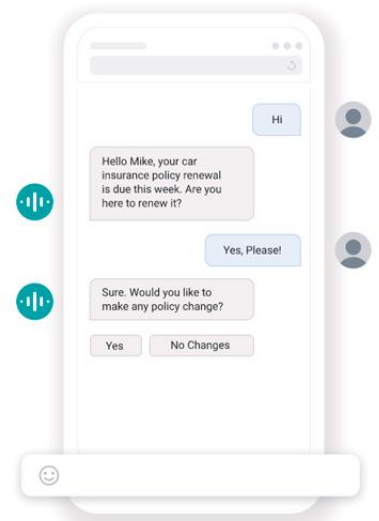 Hi
Hello Mike, your car
insurance policy renewal
is due this week. Are you
here to renew it?
Yes, Please!
Sure. Would you like to
make any policy change?
Yes
No Changes